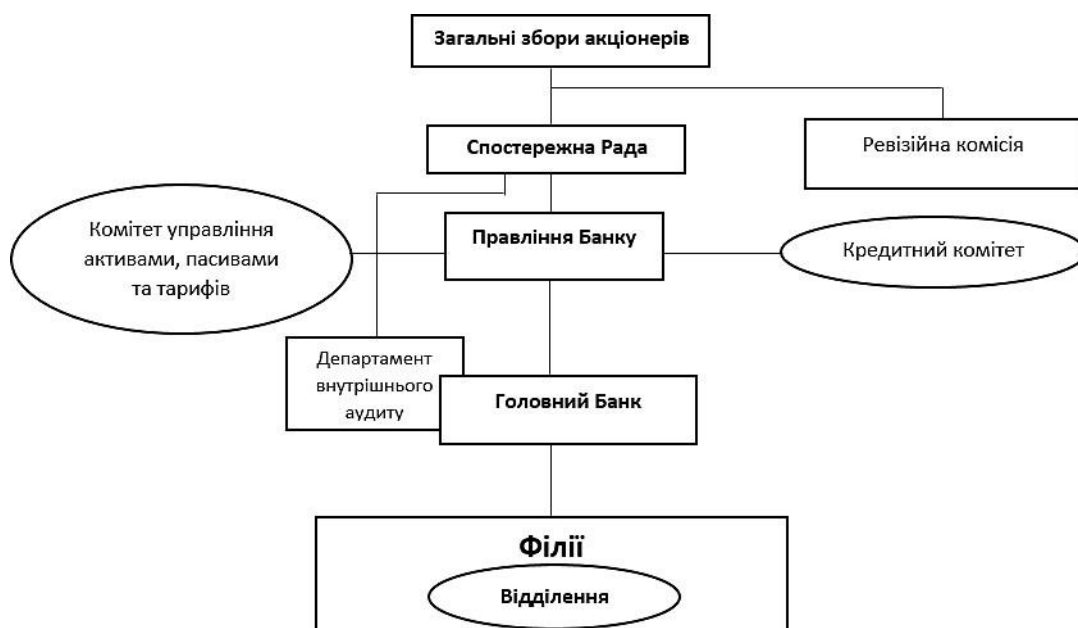 Загальні збори акціонерів
Спостережна Рада
Ревізійна комісія
Комітет управління
активами, пасивами
та тарифів
Правління Банку
Кредитний комітет
Департамент
внутрішнього
аудиту
Головний Банк
Філії
Відділення